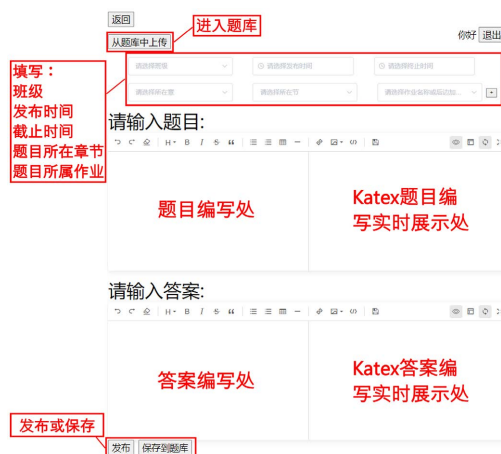 返回
进入题库
你好 退出
从题库中上传
请选择班级
请选择发布时间
请选择截止时间
请选择所在章
请选择所在节
填写：
班级
发布时间
截止时间
题目所在章节
题目所属作业
请输入题目:
题目编写处
Katex题目编
写实时展示处
请输入答案:
答案编写处
Katex答案编
写实时展示处
发布或保存
发布 保存到题库